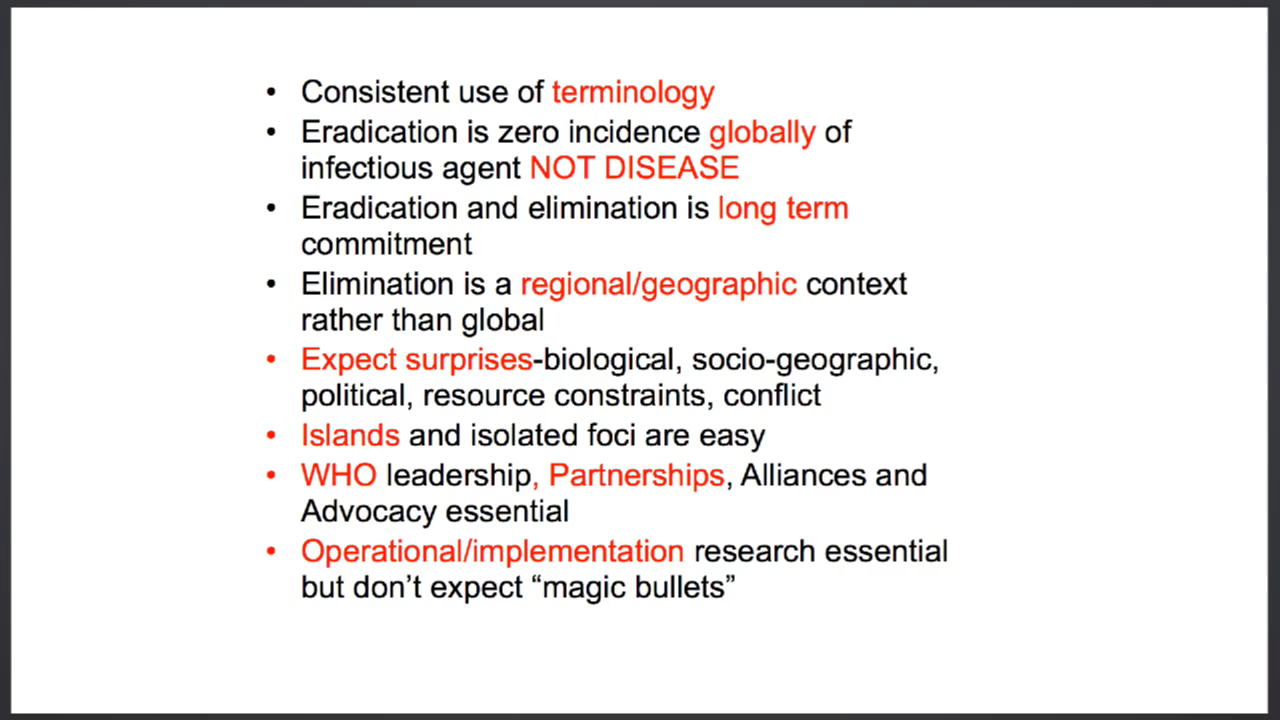 • Consistent use of terminology
• Eradication is zero incidence globally of
infectious agent NOT DISEASE
• Eradication and elimination is long term
commitment
• Elimination is a regional/geographic context
rather than global
• Expect surprises-biological, socio-geographic,
political, resource constraints, conflict
• Islands and isolated foci are easy
• WHO leadership, Partnerships, Alliances and
Advocacy essential
• Operational/implementation research essential
but don’t expect “magic bullets”